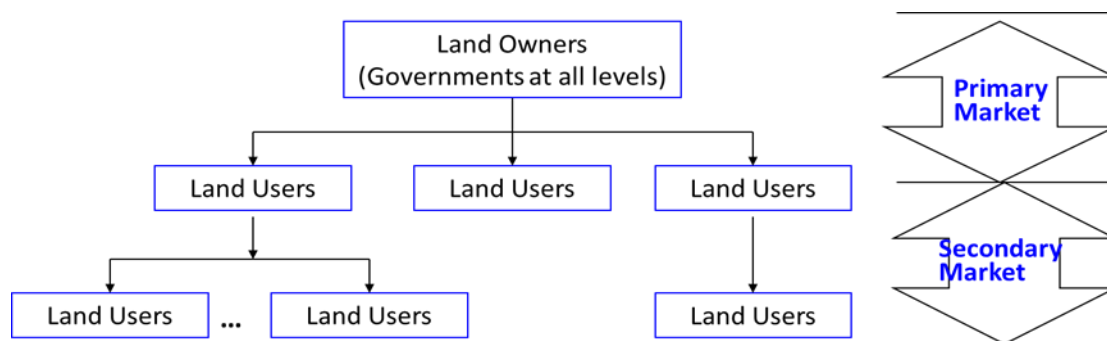 Land Owners
(Governments at all levels)
Primary
Market
Land Users
Land Users
Land Users
Secondary
Market
Land Users
...
Land Users
Land Users